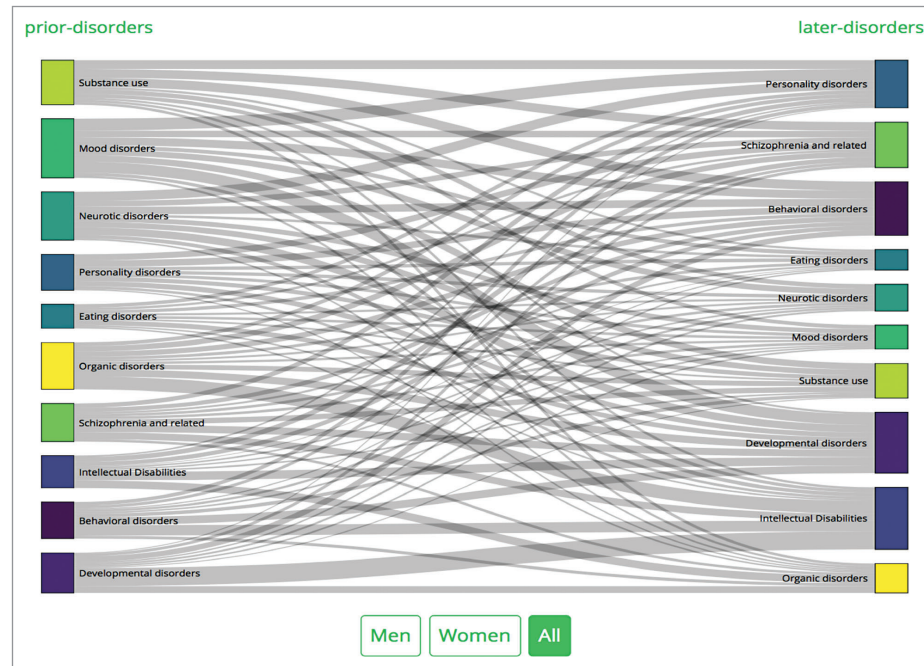 prior-disorders
later-disorders
Substance use
Mood disorders
Neurotic disorders
Personality disorders
Eating disorders
Organic disorders
Schizophrenia and related
Intellectual Disabilities
Behavioral disorders
Developmental disorders
Personality disorders
Schizophrenia and related
Behavioral disorders
Eating disorders
Neurotic disorders
Mood disorders
Substance use
Developmental disorders
Intellectual Disabilities
Organic disorders
Men
Women
All